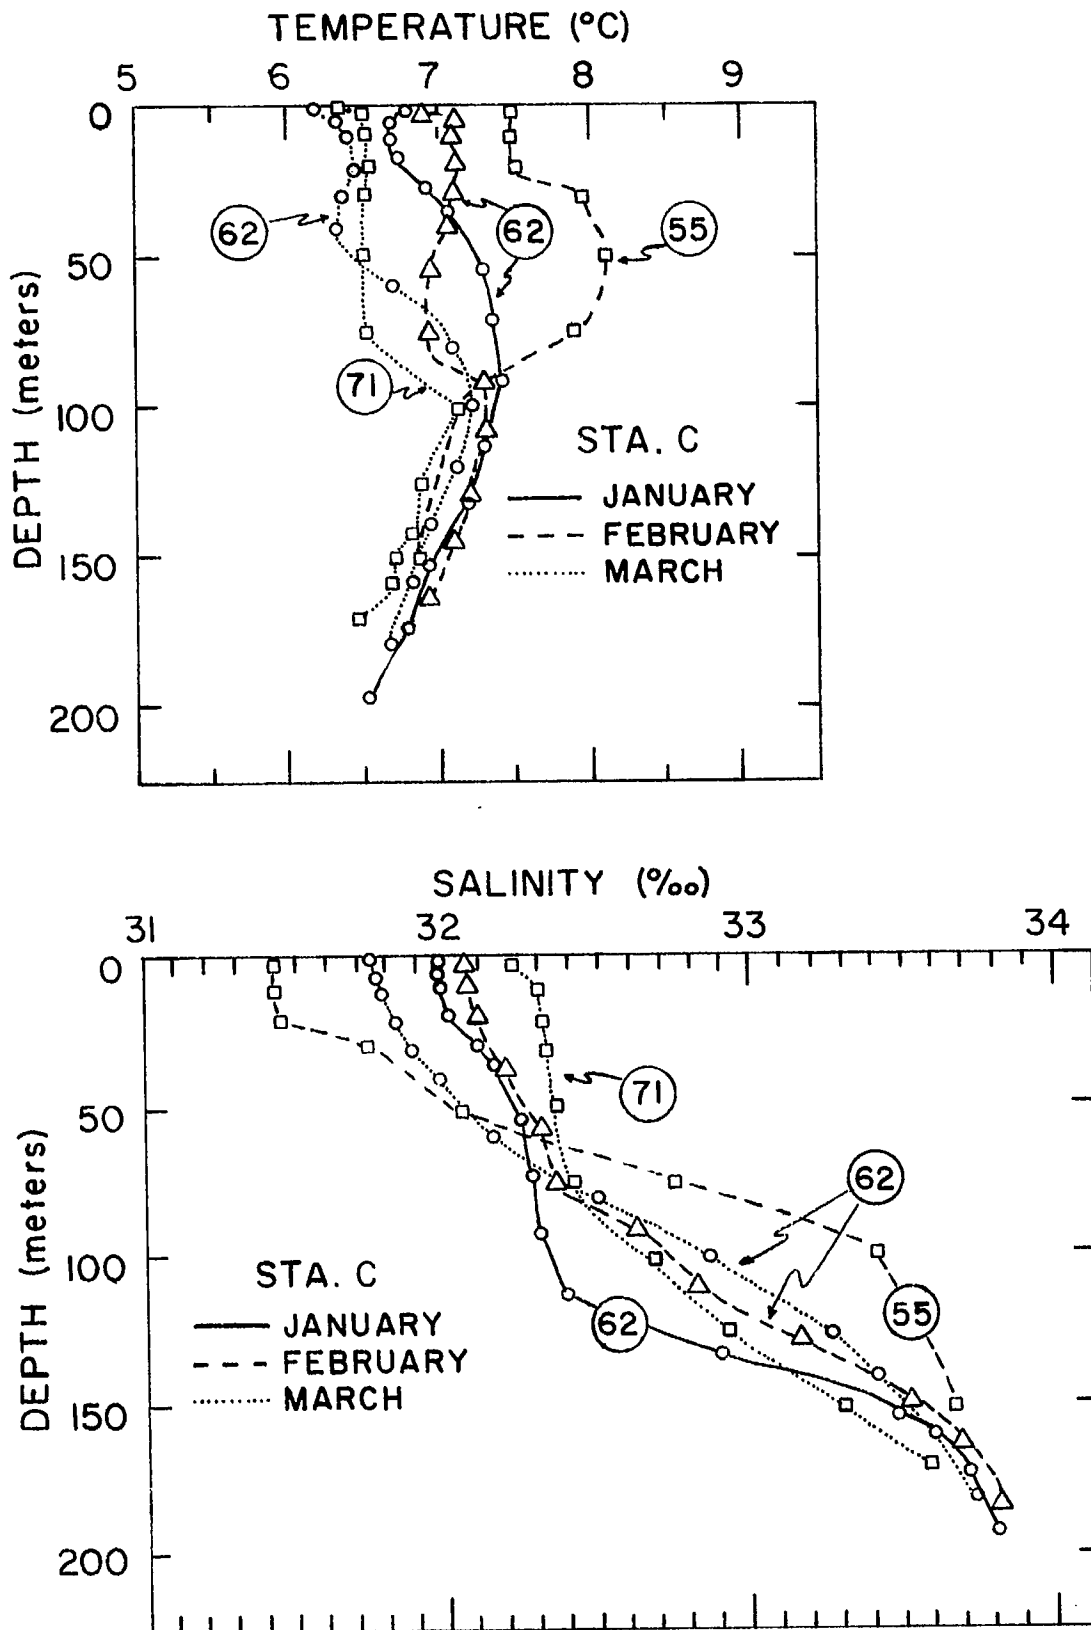 TEMPERATURE (°C)
5 6 7 8 9
0
62 62 55
50
71
100
150
200
DEPTH (meters)
STA. C
JANUARY
FEBRUARY
MARCH
SALINITY (‰)
31 32 33 34
0
71
50
62
100
55
62
150
200
DEPTH (meters)
STA. C
JANUARY
FEBRUARY
MARCH